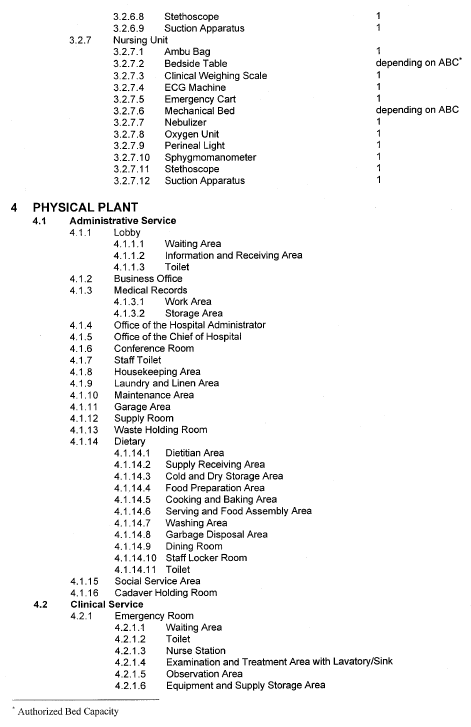 3.2.6.8 Stethoscope 1
3.2.6.9 Suction Apparatus 1
3.2.7 Nursing Unit
3.2.7.1 Ambu Bag 1
3.2.7.2 Bedside Table depending on ABC*
3.2.7.3 Clinical Weighing Scale 1
3.2.7.4 ECG Machine 1
3.2.7.5 Emergency Cart 1
3.2.7.6 Mechanical Bed depending on ABC
3.2.7.7 Nebulizer 1
3.2.7.8 Oxygen Unit 1
3.2.7.9 Perineal Light 1
3.2.7.10 Sphygmomanometer 1
3.2.7.11 Stethoscope 1
3.2.7.12 Suction Apparatus 1
4 PHYSICAL PLANT
4.1 Administrative Service
4.1.1 Lobby
4.1.1.1 Waiting Area
4.1.1.2 Information and Receiving Area
4.1.1.3 Toilet
4.1.2 Business Office
4.1.3 Medical Records
4.1.3.1 Work Area
4.1.3.2 Storage Area
4.1.4 Office of the Hospital Administrator
4.1.5 Office of the Chief of Hospital
4.1.6 Conference Room
4.1.7 Staff Toilet
4.1.8 Housekeeping Area
4.1.9 Laundry and Linen Area
4.1.10 Maintenance Area
4.1.11 Garage Area
4.1.12 Supply Room
4.1.13 Waste Holding Room
4.1.14 Dietary
4.1.14.1 Dietitian Area
4.1.14.2 Supply Receiving Area
4.1.14.3 Cold and Dry Storage Area
4.1.14.4 Food Preparation Area
4.1.14.5 Cooking and Baking Area
4.1.14.6 Serving and Food Assembly Area
4.1.14.7 Washing Area
4.1.14.8 Garbage Disposal Area
4.1.14.9 Dining Room
4.1.14.10 Staff Locker Room
4.1.14.11 Toilet
4.1.15 Social Service Area
4.1.16 Cadaver Holding Room
4.2 Clinical Service
4.2.1 Emergency Room
4.2.1.1 Waiting Area
4.2.1.2 Toilet
4.2.1.3 Nurse Station
4.2.1.4 Examination and Treatment Area with Lavatory/Sink
4.2.1.5 Observation Area
4.2.1.6 Equipment and Supply Storage Area
* Authorized Bed Capacity